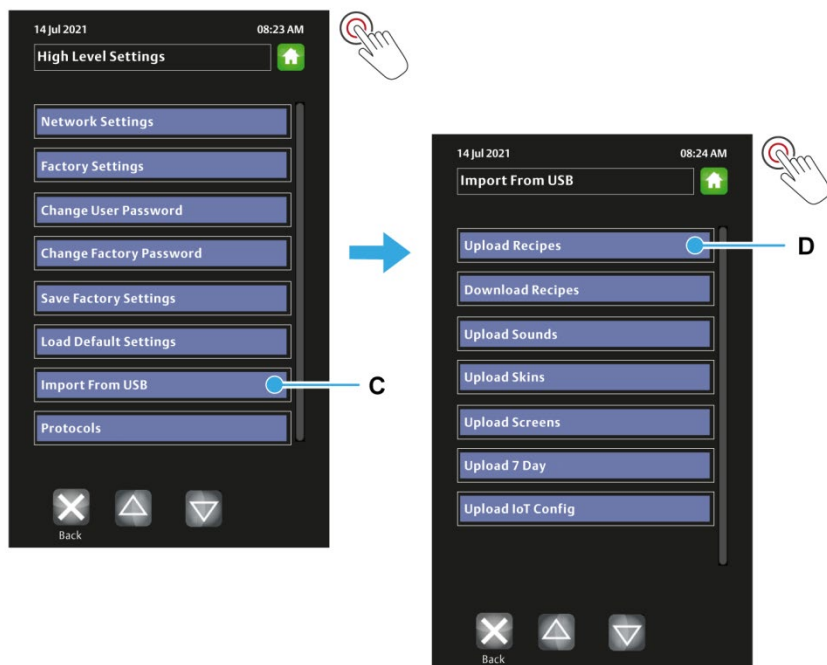 14 Jul 2021 08:23 AM
High Level Settings
Network Settings
Factory Settings
Change User Password
Change Factory Password
Save Factory Settings
Load Default Settings
Import From USB
C
Protocols
Back
14 Jul 2021 08:24 AM
Import From USB
Upload Recipes
D
Download Recipes
Upload Sounds
Upload Skins
Upload Screens
Upload 7 Day
Upload IoT Config
Back